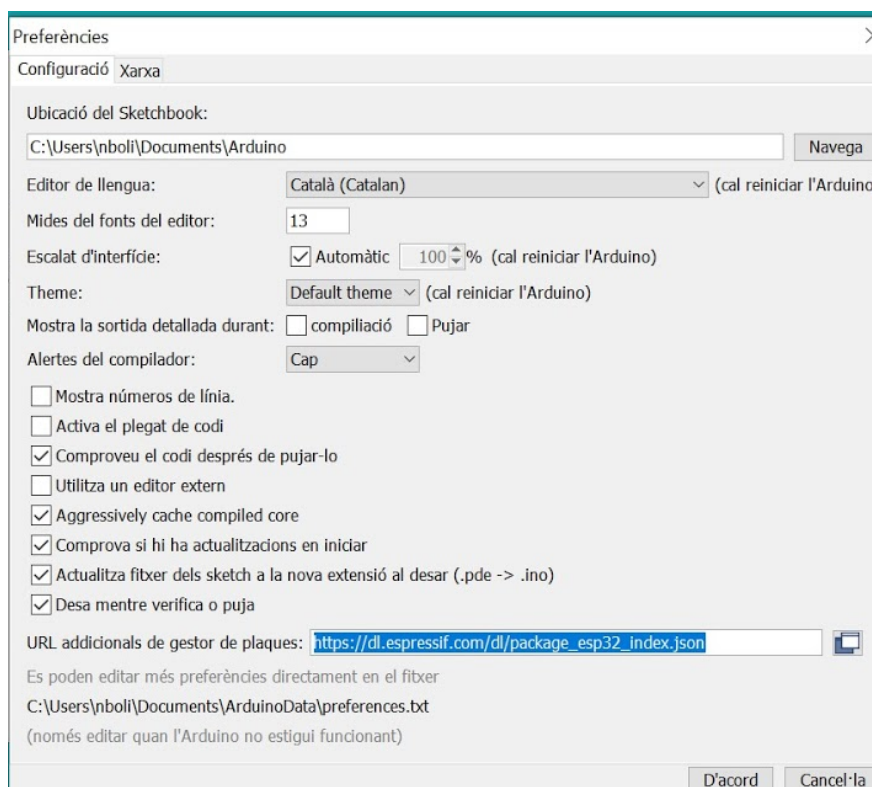 Preferències
Configuració Xarxa
Ubicació del Sketchbook:
C:\Users\nboli\Documents\Arduino Navega
Editor de llengua: Català (Catalan) (cal reiniciar l'Arduino
Mides del fonts del editor: 13
Escalat d'interfície: Automàtic 100 % (cal reiniciar l'Arduino)
Theme: Default theme (cal reiniciar l'Arduino)
Mostra la sortida detallada durant: compiliació Pujar
Alertes del compilador: Cap
Mostra números de línia.
Activa el plegat de codi
Comproveu el codi després de pujar-lo
Utilitza un editor extern
Aggressively cache compiled core
Comprova si hi ha actualitzacions en iniciar
Actualitza fitxer dels sketch a la nova extensió al desar (.pde -> .ino)
Desa mentre verifica o puja
URL addicionals de gestor de plaques: https://dl.espressif.com/dl/package_esp32_index.json
Es poden editar més preferències directament en el fitxer
C:\Users\nboli\Documents\ArduinoData\preferences.txt
(només editar quan l'Arduino no estigui funcionant)
D'acord Cancel·la